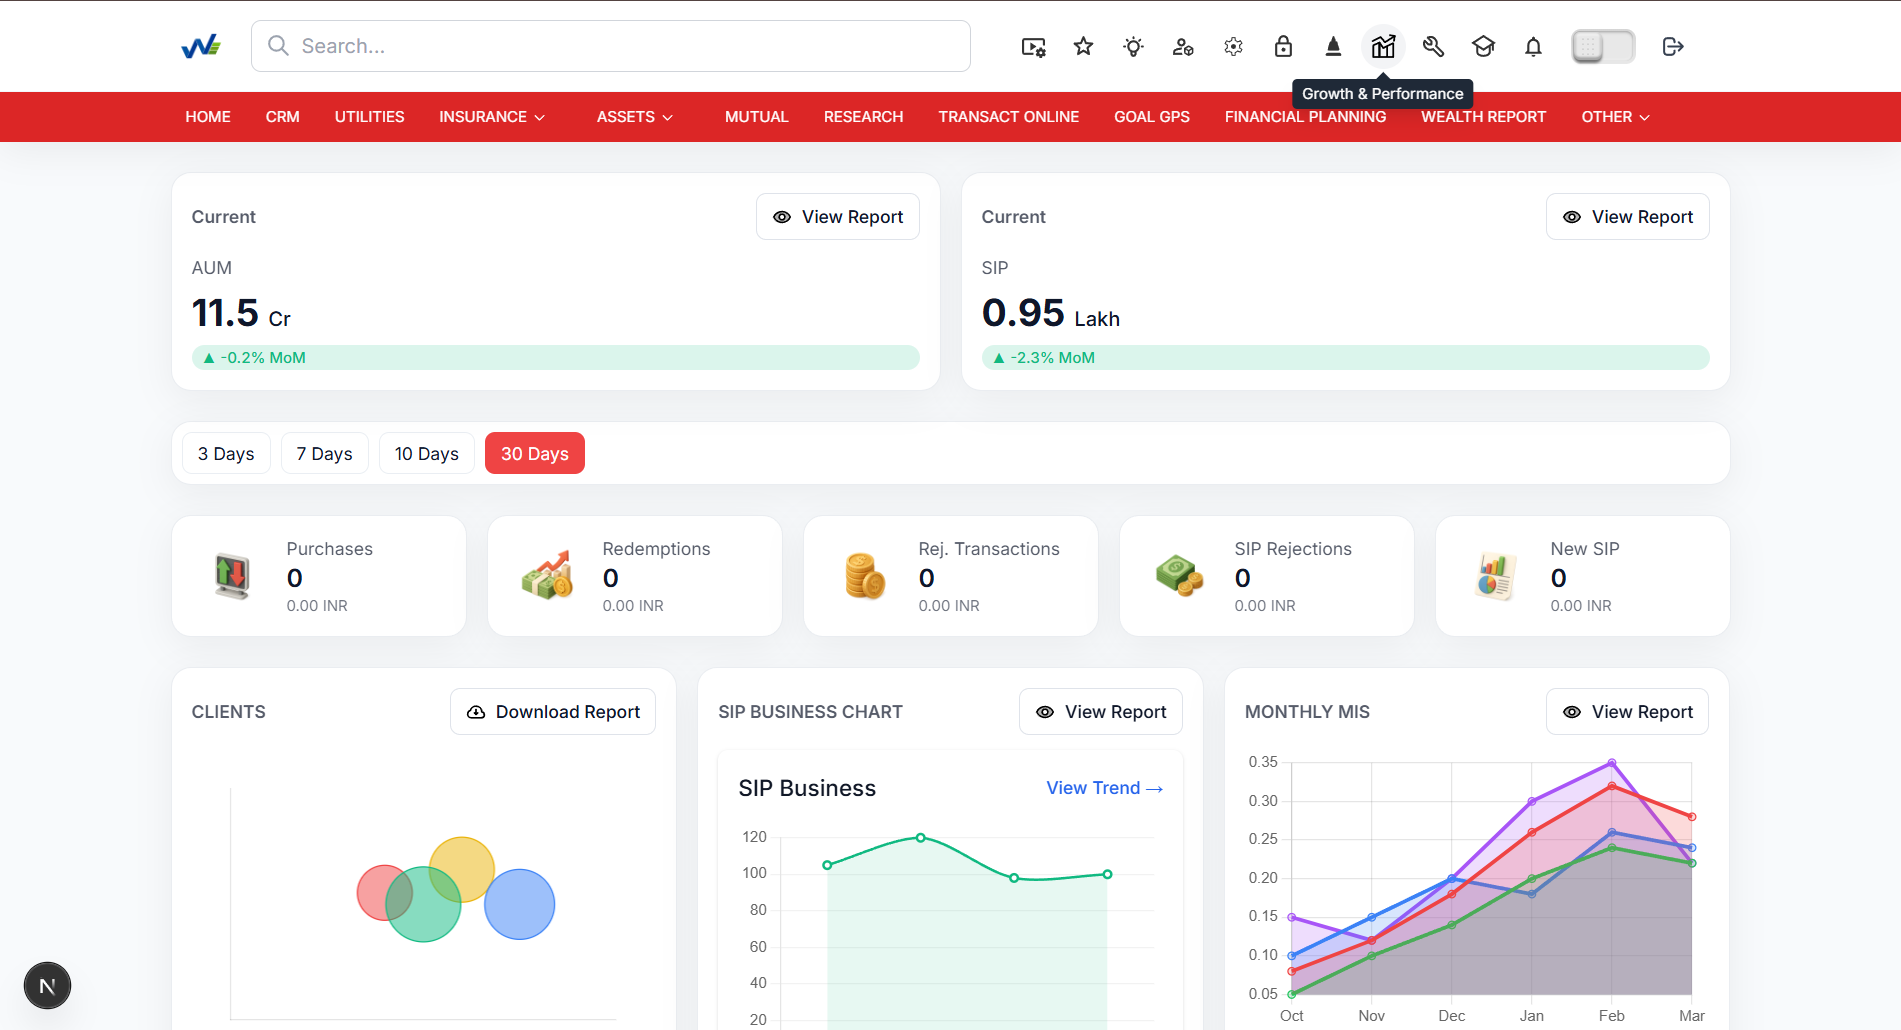 Search...
Growth & Performance
HOME CRM UTILITIES INSURANCE ASSETS MUTUAL RESEARCH TRANSACT ONLINE GOAL GPS FINANCIAL PLANNING WEALTH REPORT OTHER
Current View Report
AUM
11.5 Cr
▲ -0.2% MoM
Current View Report
SIP
0.95 Lakh
▲ -2.3% MoM
3 Days 7 Days 10 Days 30 Days
Purchases
0
0.00 INR
Redemptions
0
0.00 INR
Rej. Transactions
0
0.00 INR
SIP Rejections
0
0.00 INR
New SIP
0
0.00 INR
CLIENTS Download Report
SIP BUSINESS CHART View Report
SIP Business View Trend →
120
100
80
60
40
20
MONTHLY MIS View Report
0.35
0.30
0.25
0.20
0.15
0.10
0.05
Oct Nov Dec Jan Feb Mar
N